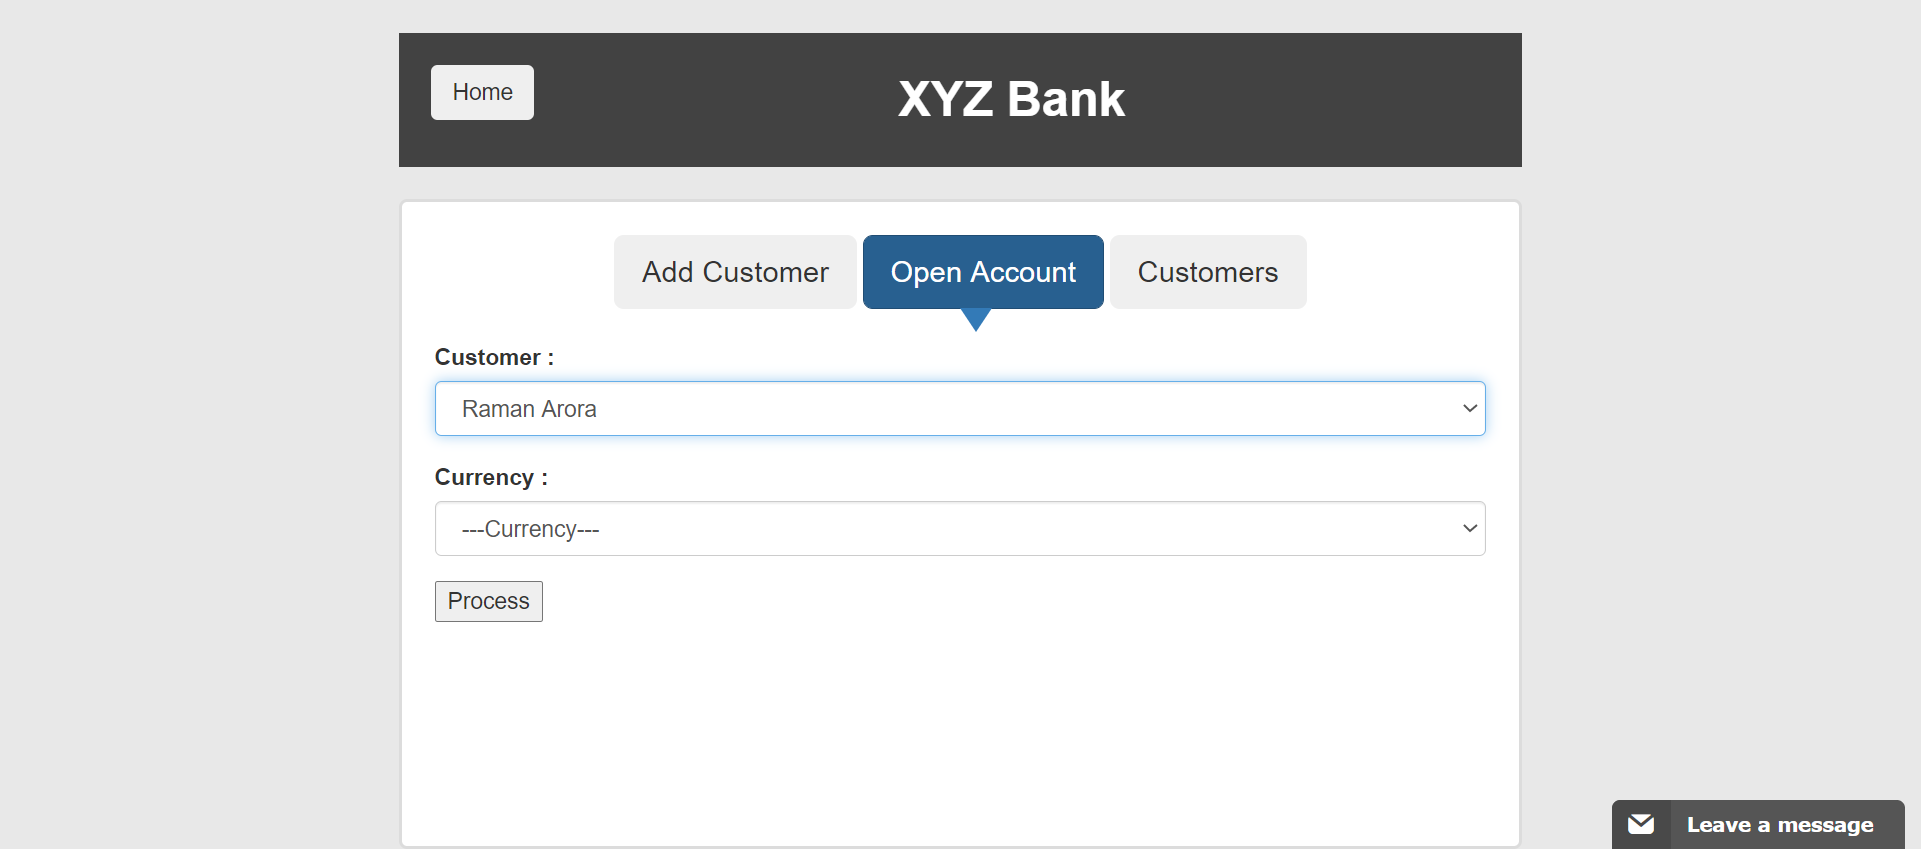 Home
XYZ Bank
Add Customer
Open Account
Customers
Customer :
Raman Arora
Currency :
---Currency---
Process
Leave a message